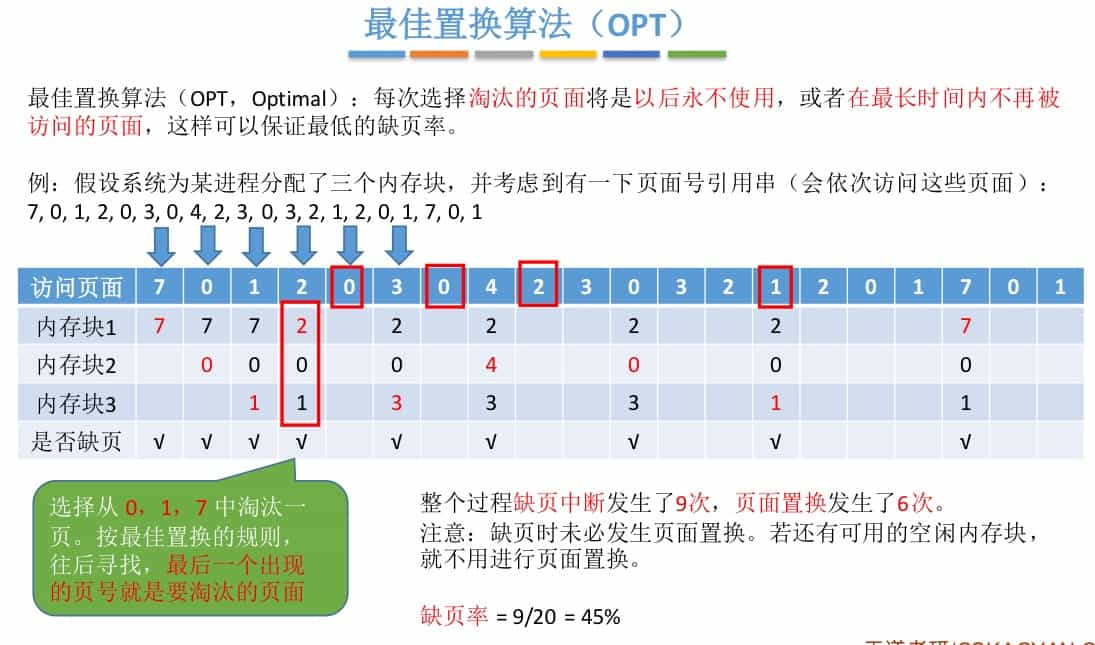 最佳置换算法（OPT）
最佳置换算法（OPT，Optimal）：每次选择淘汰的页面将是以后永不使用，或者在最长时间内不再被
访问的页面，这样可以保证最低的缺页率。
例：假设系统为某进程分配了三个内存块，并考虑到有一下页面号引用串（会依次访问这些页面）：
7, 0, 1, 2, 0, 3, 0, 4, 2, 3, 0, 3, 2, 1, 2, 0, 1, 7, 0, 1
访问页面 7 0 1 2 0 3 0 4 2 3 0 3 2 1 2 0 1 7 0 1
内存块1 7 7 7 2 2 2 2 2 7
内存块2 0 0 0 0 4 0 0 0
内存块3 1 1 3 3 3 1 1
是否缺页 √ √ √ √ √ √ √ √ √
选择从 0，1，7 中淘汰一
页。按最佳置换的规则，
往后寻找，最后一个出现
的页号就是要淘汰的页面
整个过程缺页中断发生了9次，页面置换发生了6次。
注意：缺页时未必发生页面置换。若还有可用的空闲内存块，
就不用进行页面置换。
缺页率 = 9/20 = 45%